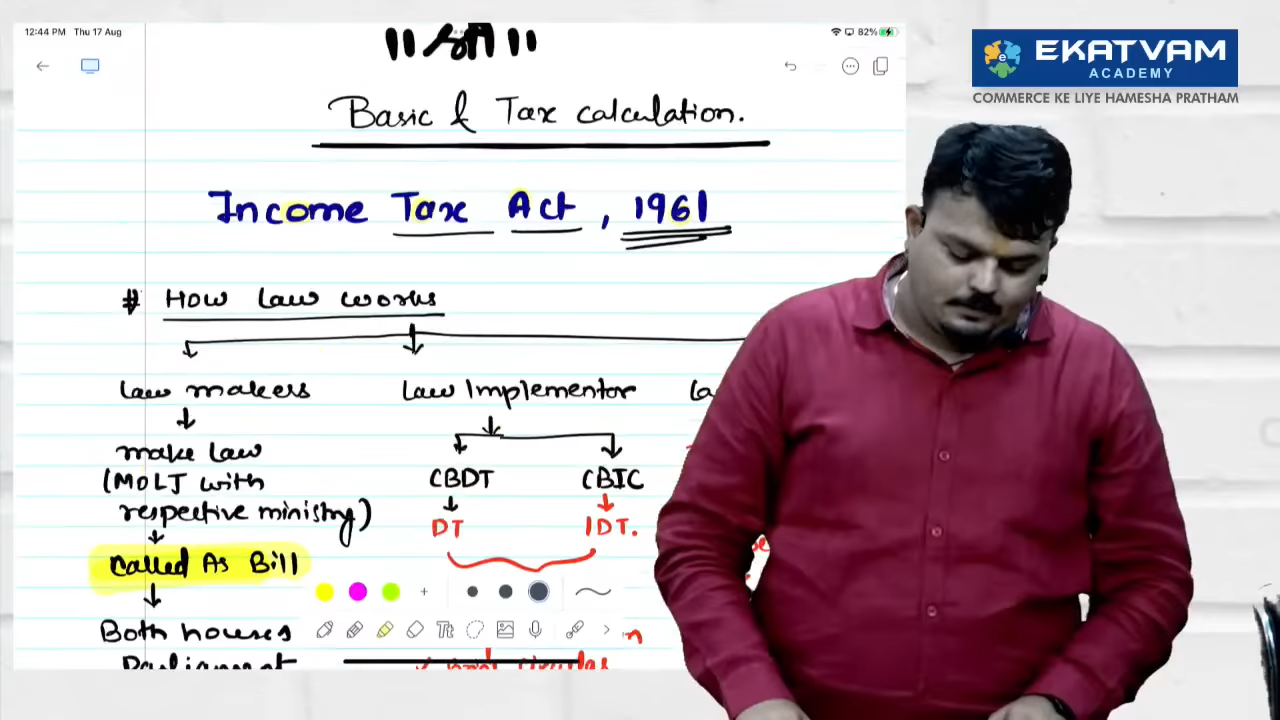 12:44 PM Thu 17 Aug
82%
॥ श्री ॥
Basic & Tax calculation.
Income Tax Act, 1961
# How law works
law makers
law Implementor
make law
(MOLJ with
respective ministry)
CBDT
CBIC
DT
IDT.
called As Bill
Both houses
Parliament
circular
EKATVAM
ACADEMY
COMMERCE KE LIYE HAMESHA PRATHAM